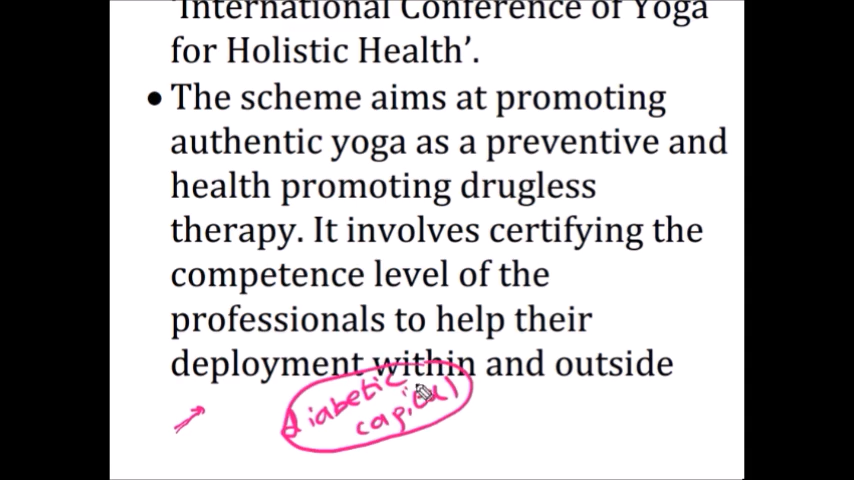 'International Conference of Yoga
for Holistic Health'.
• The scheme aims at promoting
authentic yoga as a preventive and
health promoting drugless
therapy. It involves certifying the
competence level of the
professionals to help their
deployment within and outside
diabetic
capital